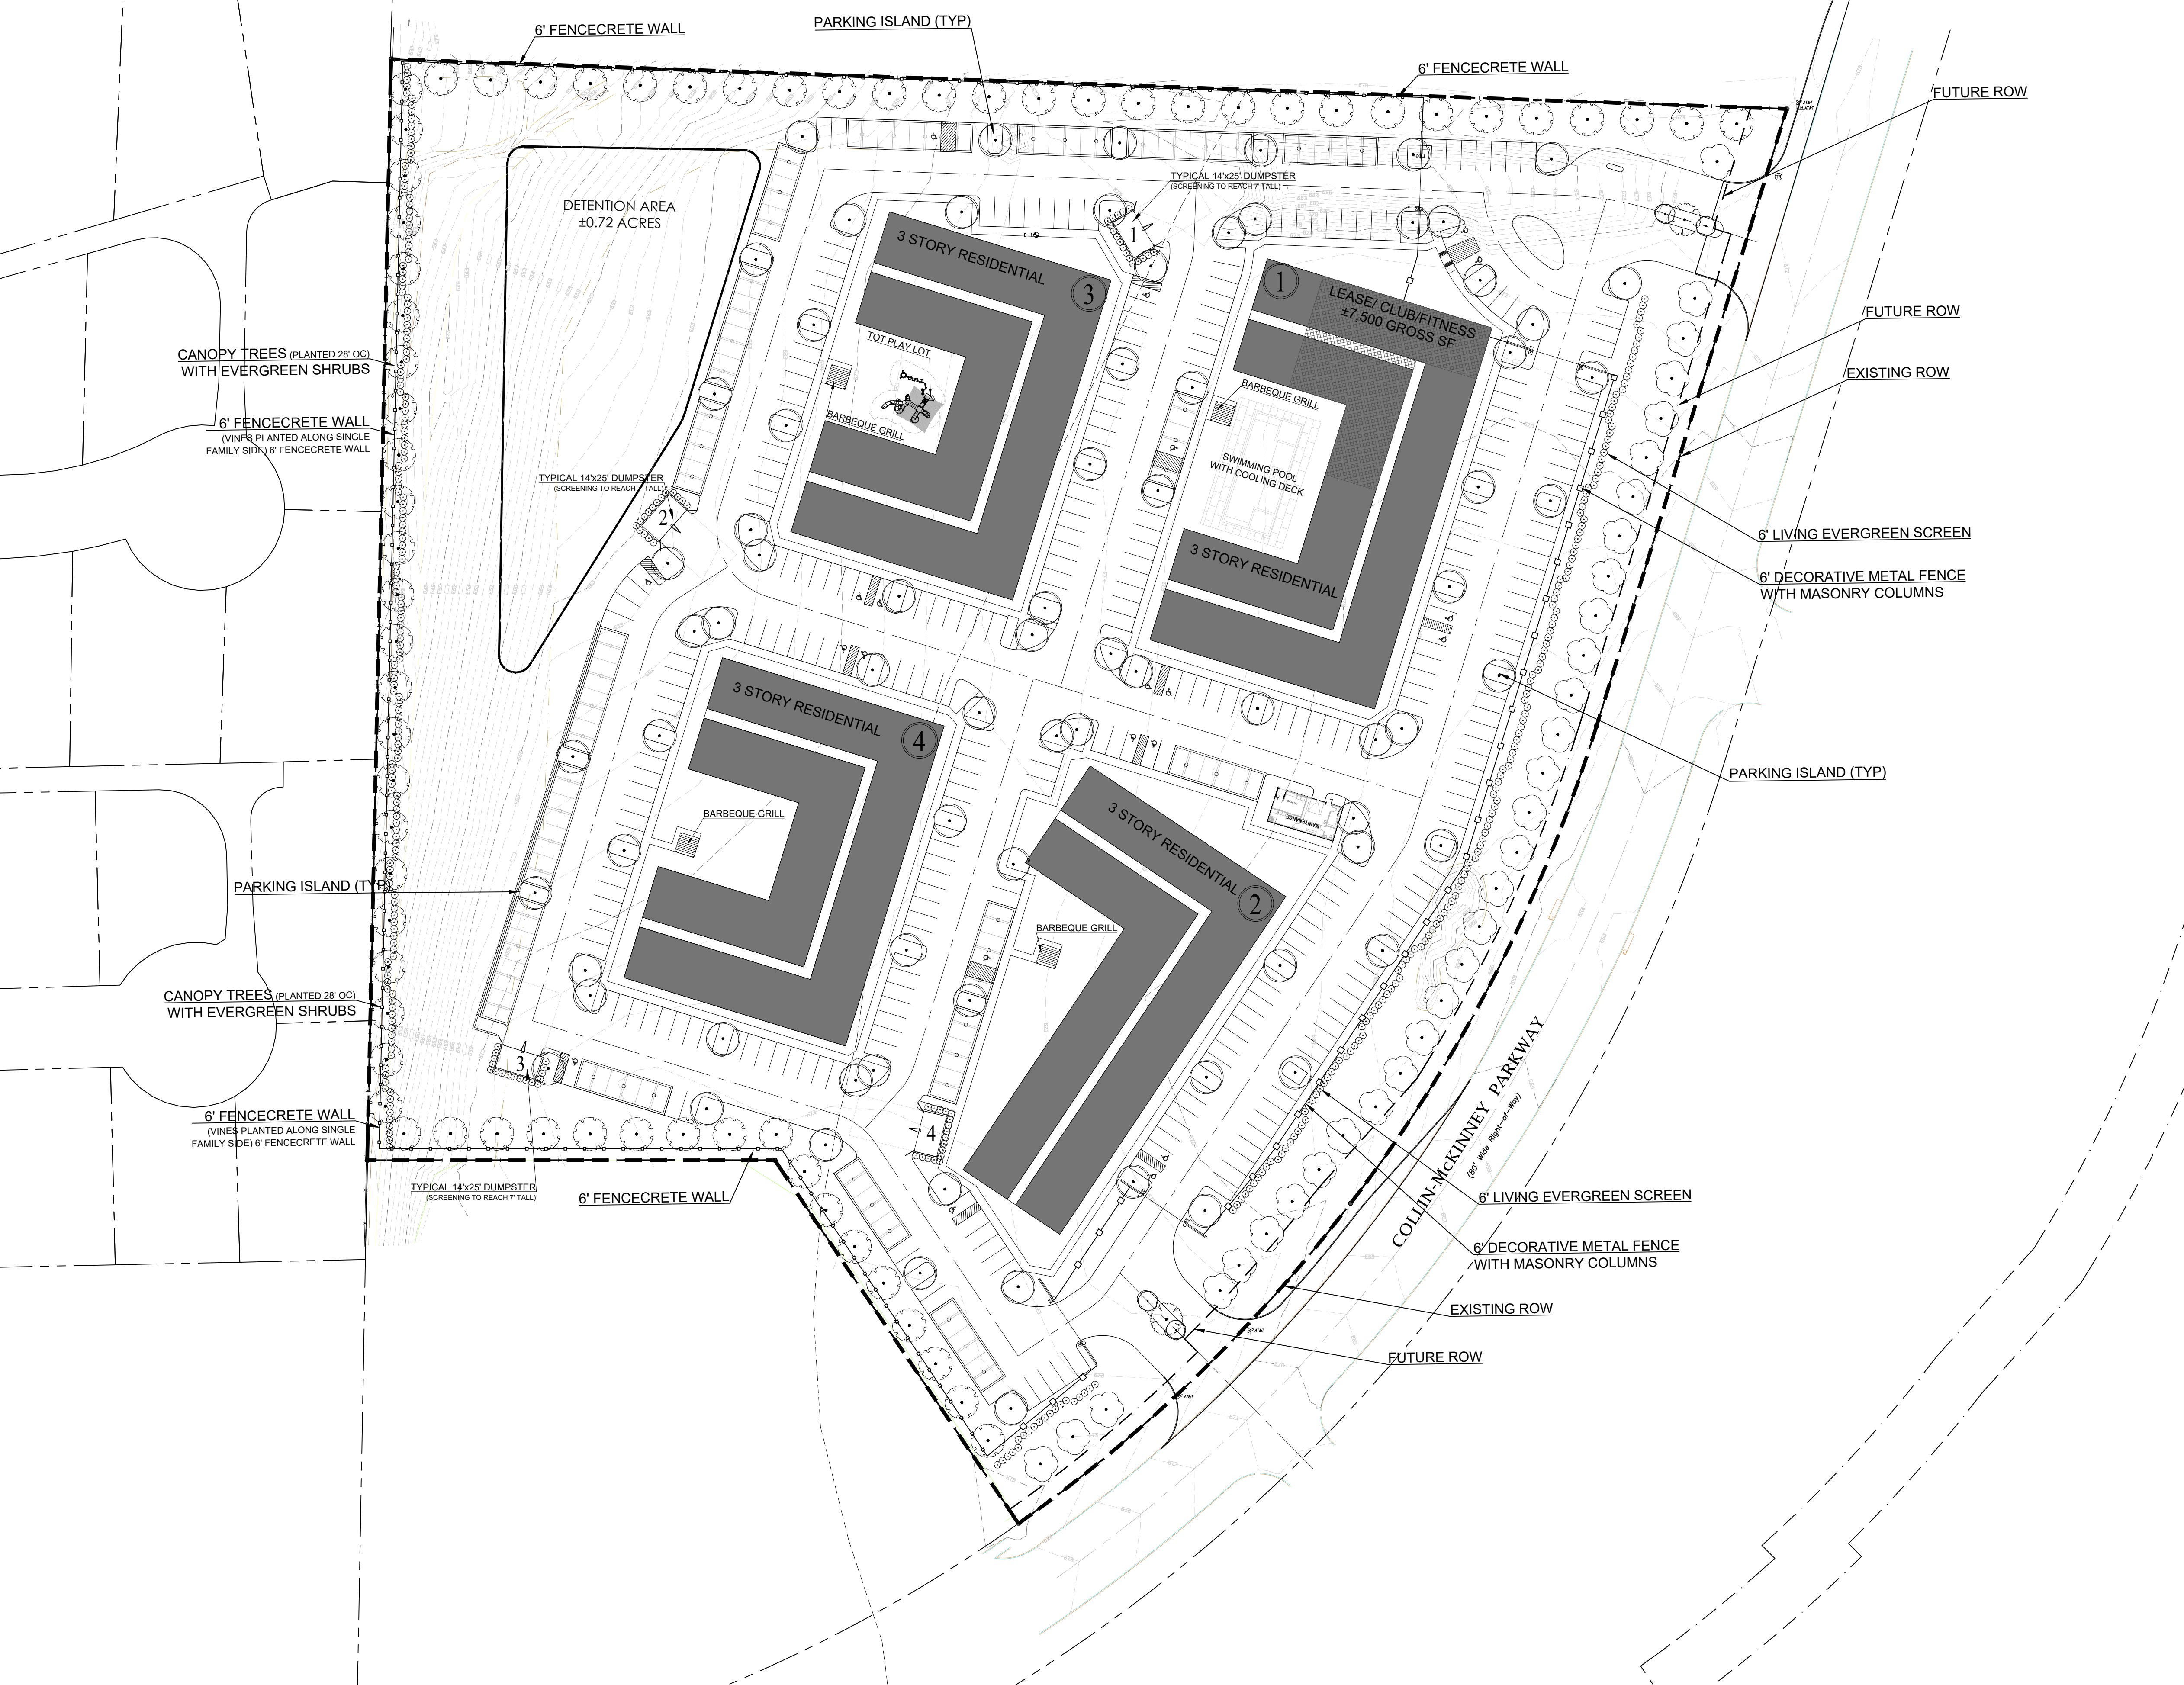 PARKING ISLAND (TYP)
6' FENCECRETE WALL
6' FENCECRETE WALL
FUTURE ROW
TYPICAL 14'x25' DUMPSTER
(SCREENING TO REACH 7' TALL)
1
DETENTION AREA
±0.72 ACRES
3 STORY RESIDENTIAL
3
1
LEASE/ CLUB/FITNESS
±7,500 GROSS SF
FUTURE ROW
TOT PLAY LOT
BARBEQUE GRILL
CANOPY TREES (PLANTED 28' OC)
WITH EVERGREEN SHRUBS
EXISTING ROW
BARBEQUE GRILL
6' FENCECRETE WALL
(VINES PLANTED ALONG SINGLE
FAMILY SIDE) 6' FENCECRETE WALL
SWIMMING POOL
WITH COOLING DECK
TYPICAL 14'x25' DUMPSTER
(SCREENING TO REACH 7' TALL)
2
3 STORY RESIDENTIAL
6' LIVING EVERGREEN SCREEN
6' DECORATIVE METAL FENCE
WITH MASONRY COLUMNS
3 STORY RESIDENTIAL
4
PARKING ISLAND (TYP)
BARBEQUE GRILL
MAINTENANCE
3 STORY RESIDENTIAL
2
PARKING ISLAND (TYP)
BARBEQUE GRILL
CANOPY TREES (PLANTED 28' OC)
WITH EVERGREEN SHRUBS
COLLIN-McKINNEY PARKWAY
(80' Wide Right-of-Way)
3
6' FENCECRETE WALL
(VINES PLANTED ALONG SINGLE
FAMILY SIDE) 6' FENCECRETE WALL
4
TYPICAL 14'x25' DUMPSTER
(SCREENING TO REACH 7' TALL)
6' FENCECRETE WALL
6' LIVING EVERGREEN SCREEN
6' DECORATIVE METAL FENCE
WITH MASONRY COLUMNS
EXISTING ROW
FUTURE ROW